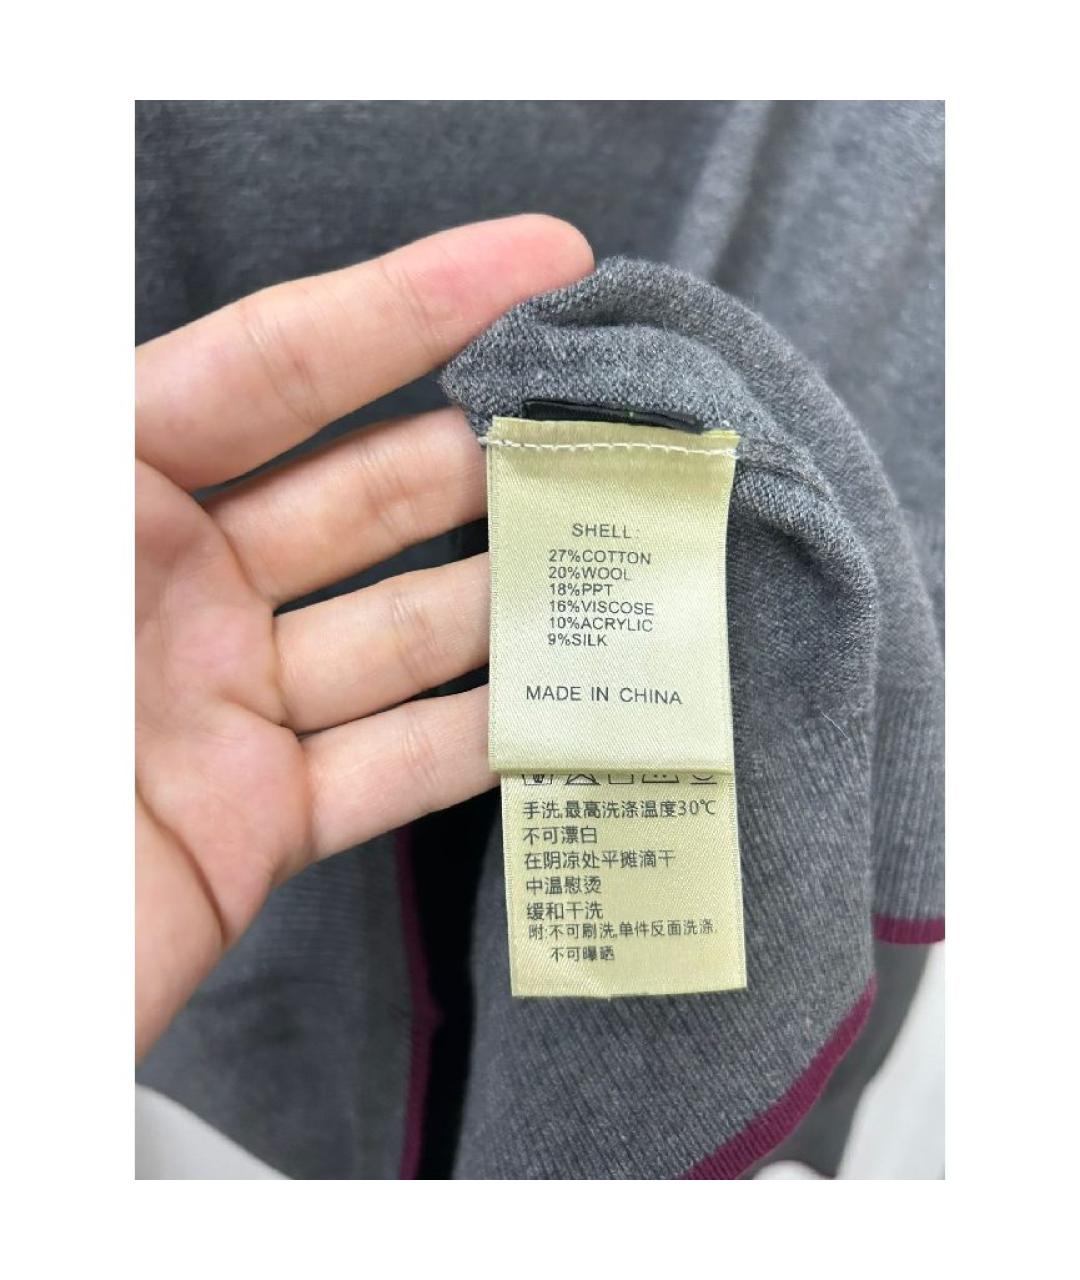 SHELL:
27%COTTON
20%WOOL
18%PPT
16%VISCOSE
10%ACRYLIC
9%SILK
MADE IN CHINA
手洗,最高洗涤温度30℃
不可漂白
在阴凉处平摊滴干
中温慰烫
缓和干洗
附:不可刷洗,单件反面洗涤,
不可曝晒